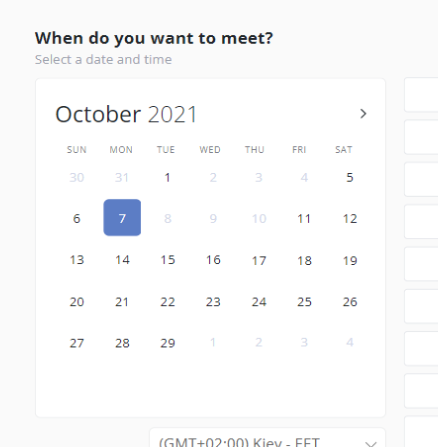 When do you want to meet?
Select a date and time
October 2021
SUN MON TUE WED THU FRI SAT
30 31 1 2 3 4 5
6 7 8 9 10 11 12
13 14 15 16 17 18 19
20 21 22 23 24 25 26
27 28 29 1 2 3 4
(GMT+02:00) Kiev - EET